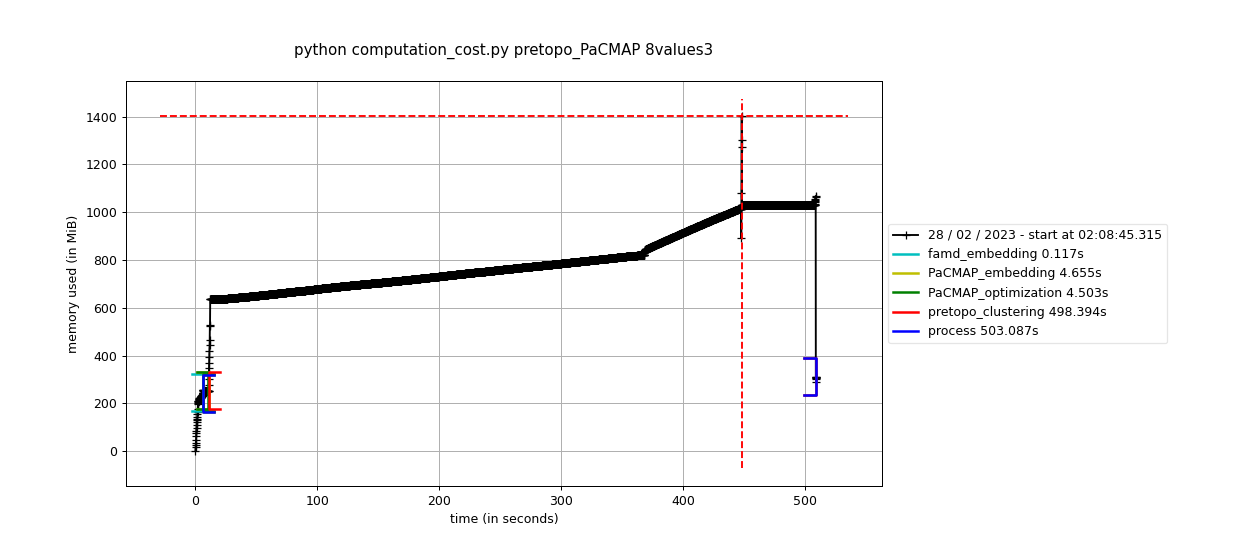 python computation_cost.py pretopo_PaCMAP 8values3
memory used (in MiB)
1400
1200
1000
800
600
400
200
0
0 100 200 300 400 500
time (in seconds)
28 / 02 / 2023 - start at 02:08:45.315
famd_embedding 0.117s
PaCMAP_embedding 4.655s
PaCMAP_optimization 4.503s
pretopo_clustering 498.394s
process 503.087s